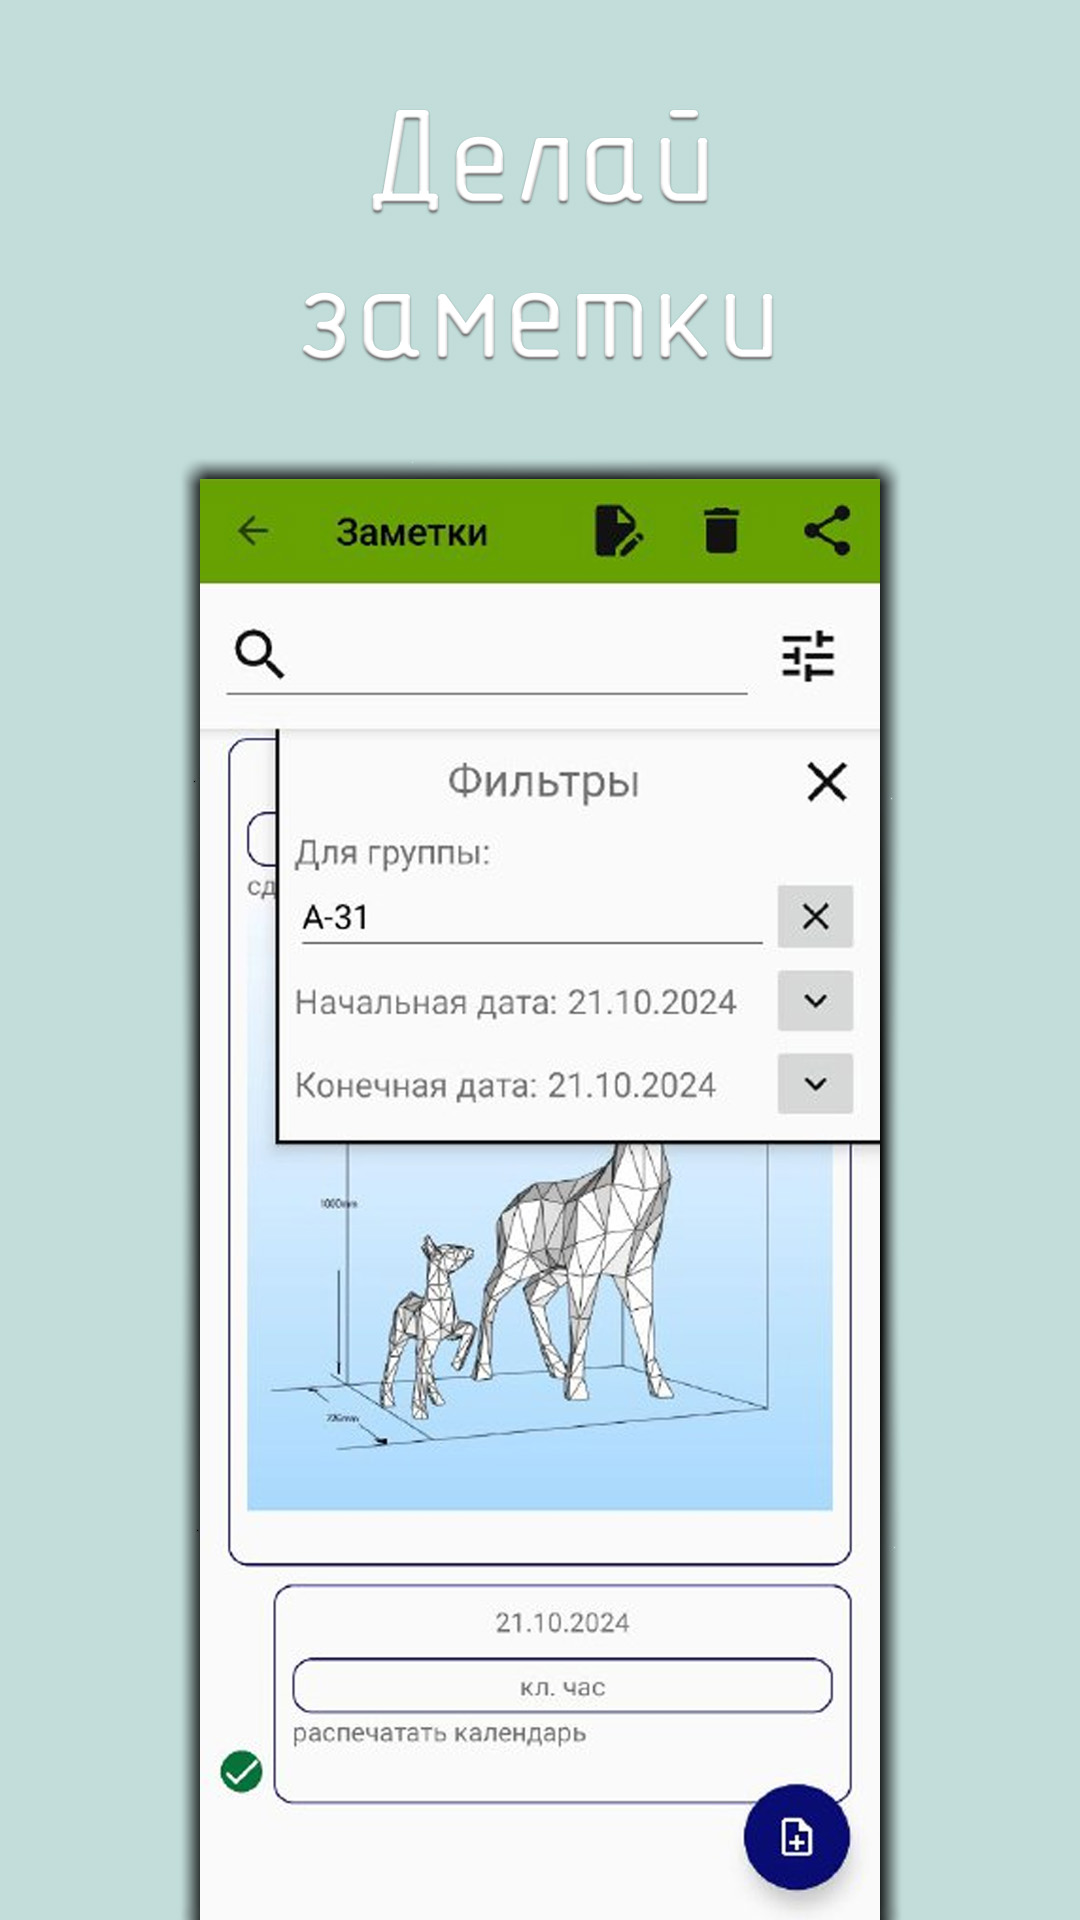 Делай
заметки
Заметки
Фильтры
Для группы:
сд
А-31
Начальная дата: 21.10.2024
Конечная дата: 21.10.2024
1000mm
21.10.2024
кл. час
распечатать календарь